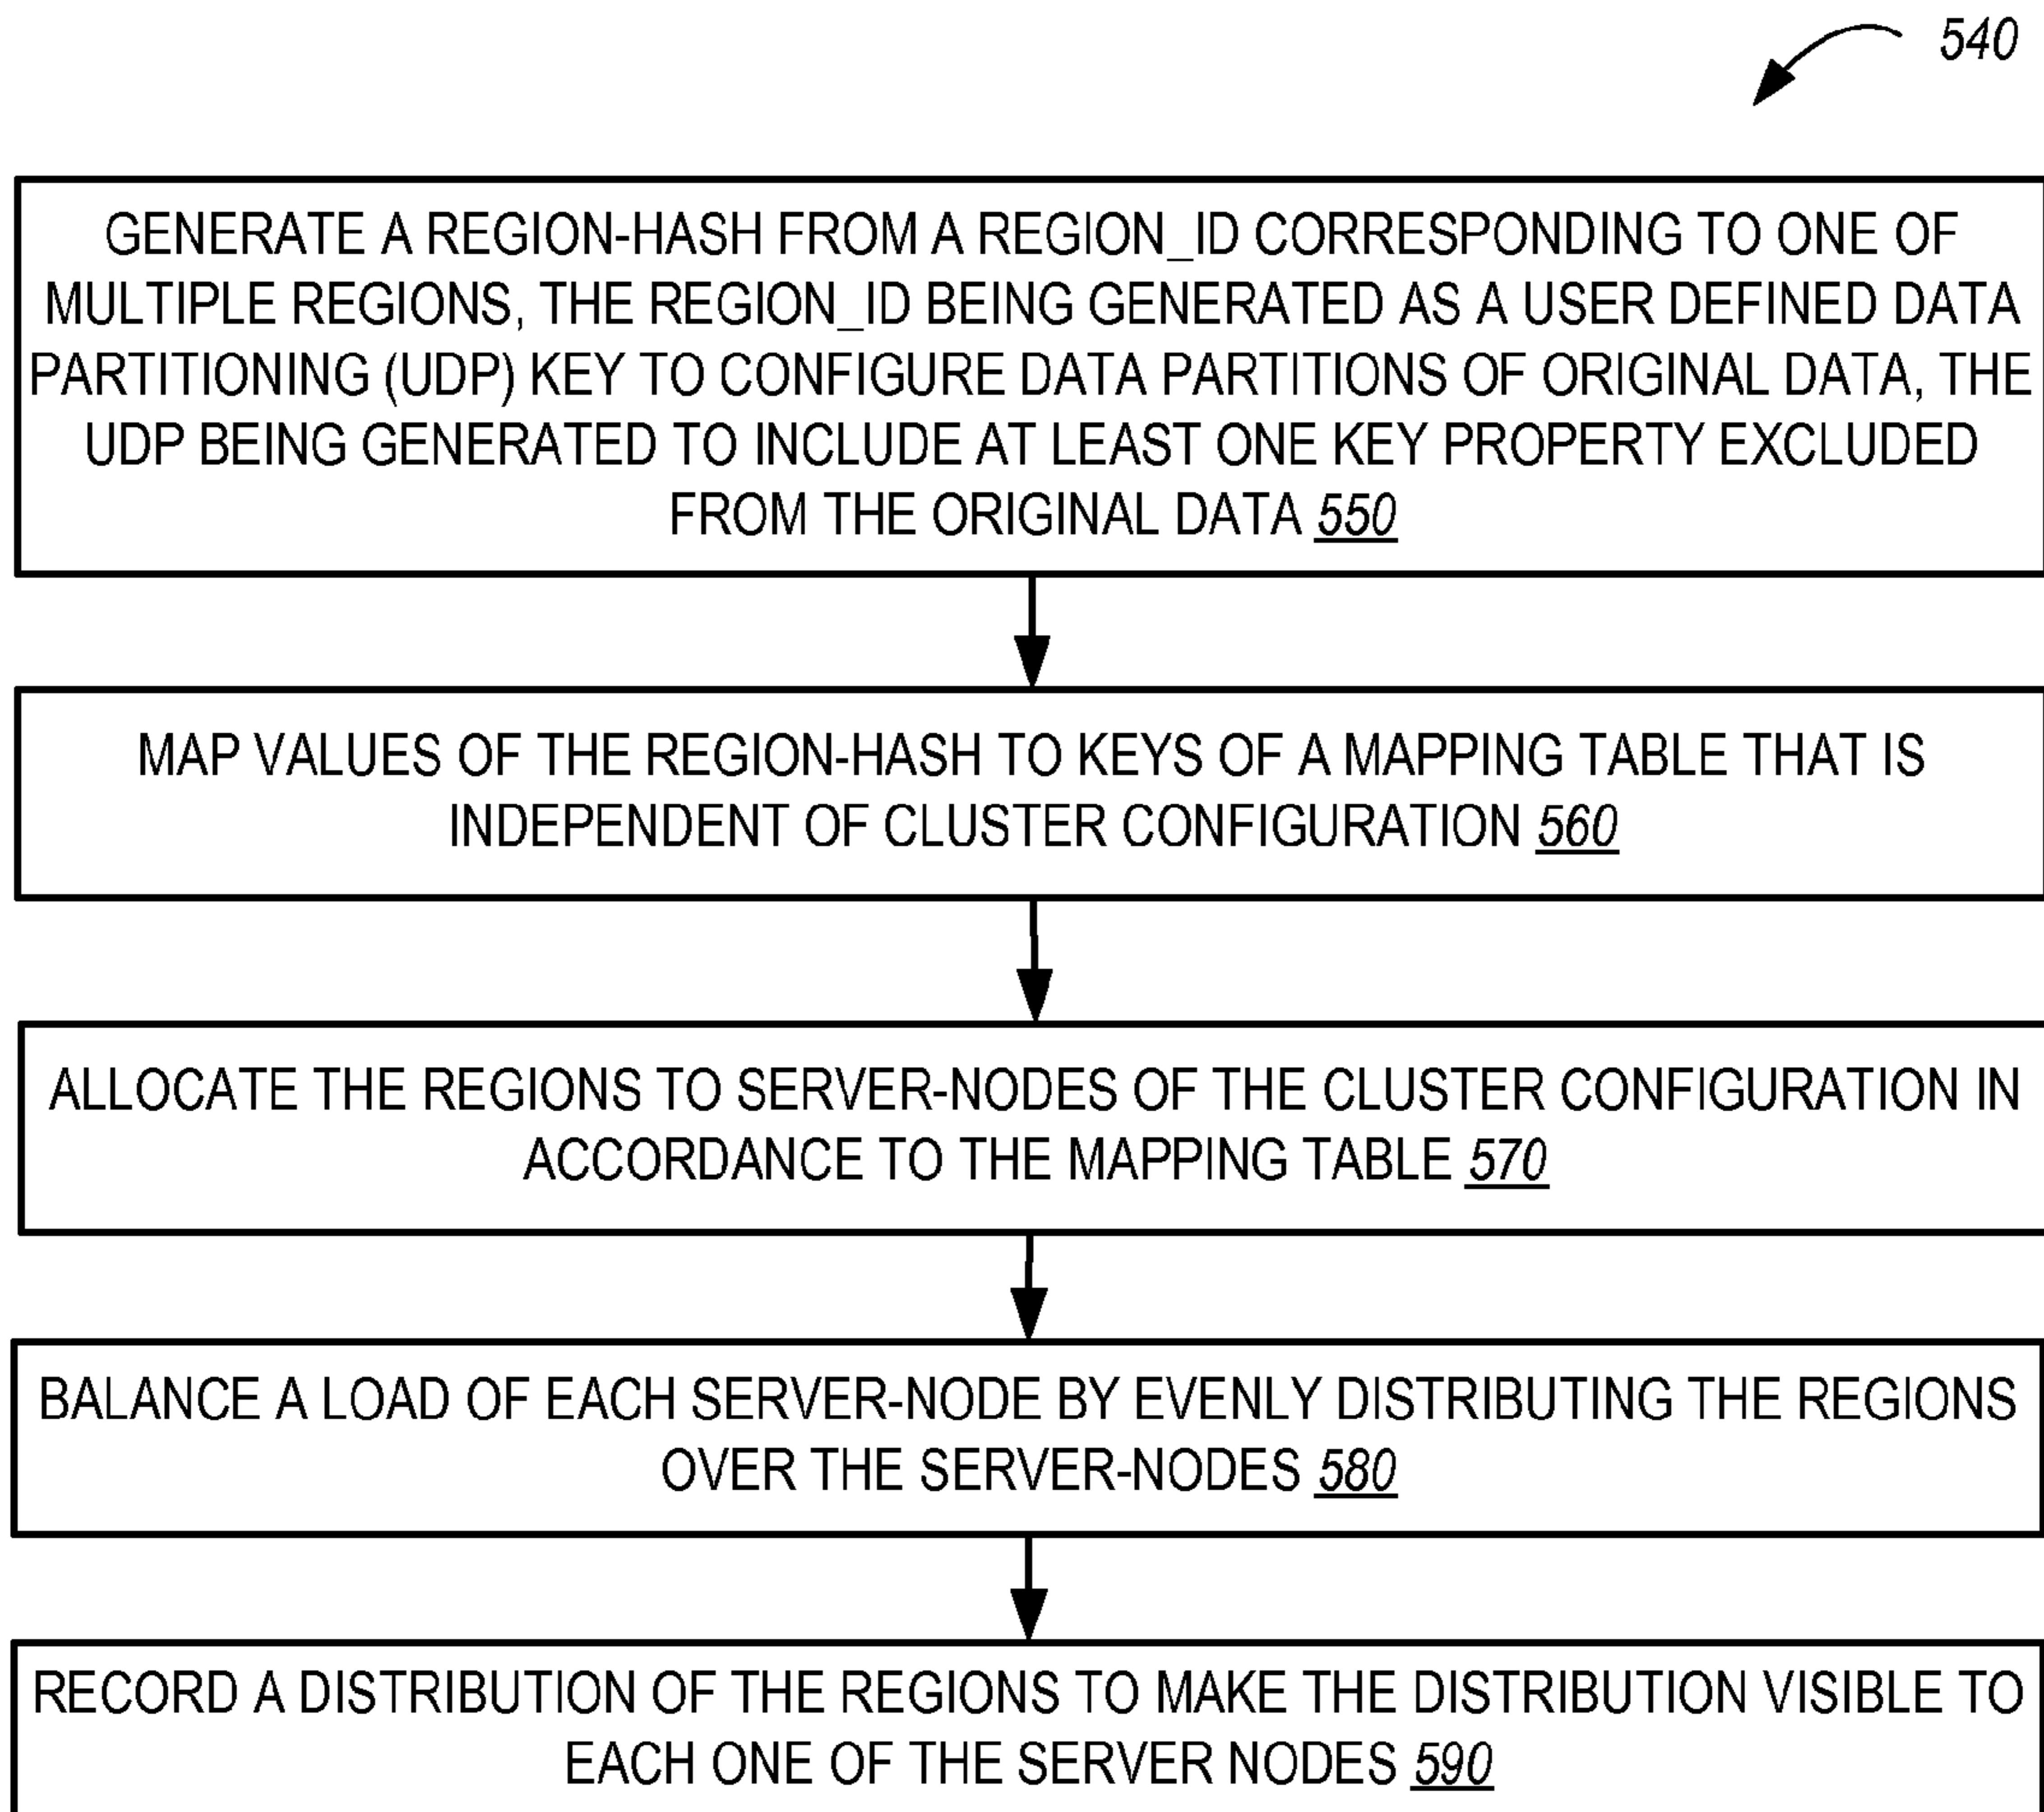 540
GENERATE A REGION-HASH FROM A REGION_ID CORRESPONDING TO ONE OF
MULTIPLE REGIONS, THE REGION_ID BEING GENERATED AS A USER DEFINED DATA
PARTITIONING (UDP) KEY TO CONFIGURE DATA PARTITIONS OF ORIGINAL DATA, THE
UDP BEING GENERATED TO INCLUDE AT LEAST ONE KEY PROPERTY EXCLUDED
FROM THE ORIGINAL DATA 550
MAP VALUES OF THE REGION-HASH TO KEYS OF A MAPPING TABLE THAT IS
INDEPENDENT OF CLUSTER CONFIGURATION 560
ALLOCATE THE REGIONS TO SERVER-NODES OF THE CLUSTER CONFIGURATION IN
ACCORDANCE TO THE MAPPING TABLE 570
BALANCE A LOAD OF EACH SERVER-NODE BY EVENLY DISTRIBUTING THE REGIONS
OVER THE SERVER-NODES 580
RECORD A DISTRIBUTION OF THE REGIONS TO MAKE THE DISTRIBUTION VISIBLE TO
EACH ONE OF THE SERVER NODES 590